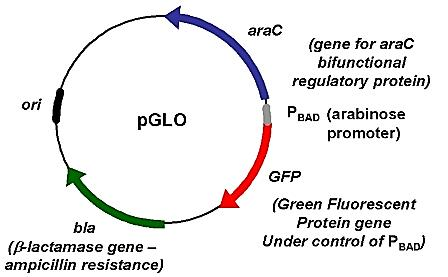 araC
(gene for araC
bifunctional
regulatory protein)
ori
pGLO
PBAD (arabinose
promoter)
GFP
(Green Fluorescent
Protein gene
Under control of PBAD)
bla
(β-lactamase gene –
ampicillin resistance)